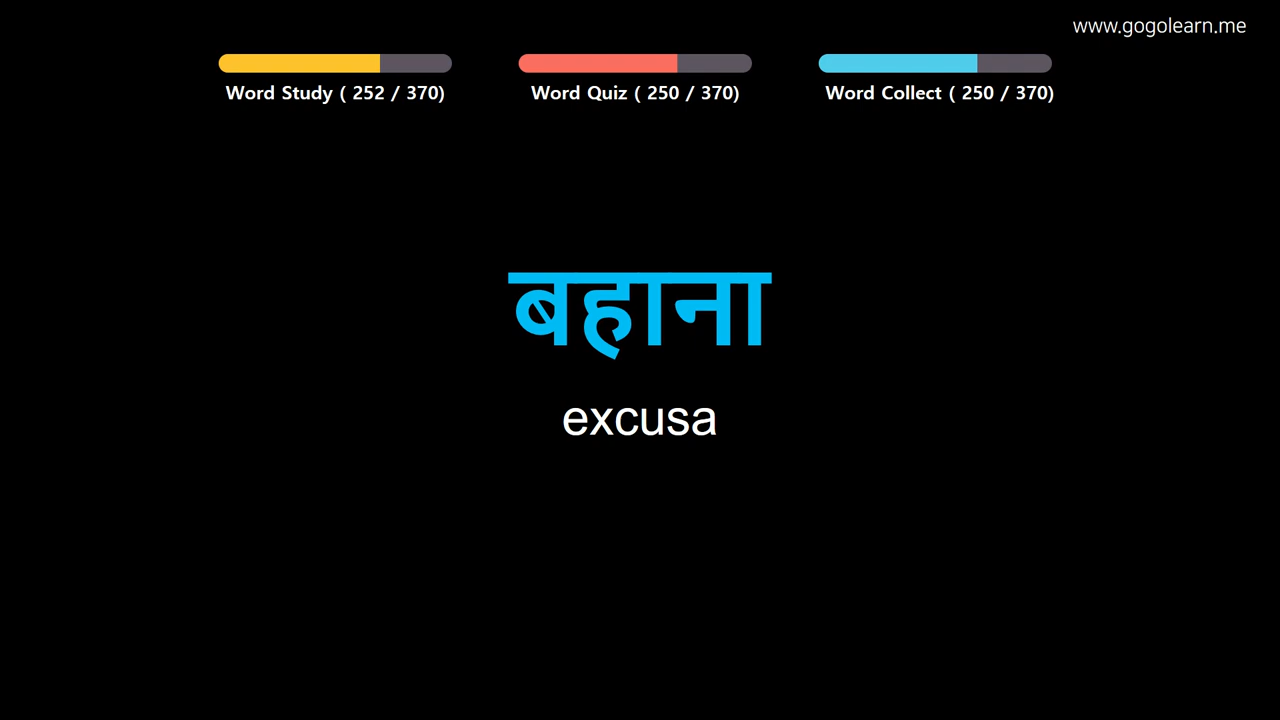 www.gogolearn.me
Word Study ( 252 / 370)
Word Quiz ( 250 / 370)
Word Collect ( 250 / 370)
बहाना
excusa